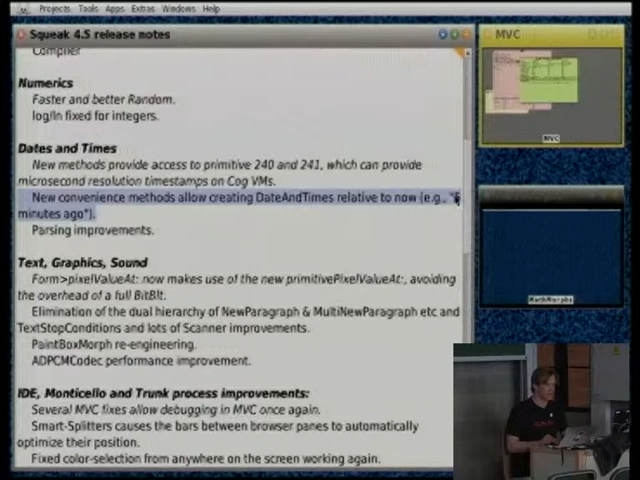 Projects Tools Apps Extras Windows Help
Squeak 4.5 release notes
Compiler
Numerics
Faster and better Random.
log/ln fixed for integers.
Dates and Times
New methods provide access to primitive 240 and 241, which can provide
microsecond resolution timestamps on Cog VMs.
New convenience methods allow creating DateAndTimes relative to now (e.g.,
minutes ago").
Parsing improvements.
Text, Graphics, Sound
Form>pixelValueAt: now makes use of the new primitivePixelValueAt:, avoiding
the overhead of a full BitBlt.
Elimination of the dual hierarchy of NewParagraph & MultiNewParagraph etc and
TextStopConditions and lots of Scanner improvements.
PaintBoxMorph re-engineering.
ADPCMCodec performance improvement.
IDE, Monticello and Trunk process improvements:
Several MVC fixes allow debugging in MVC once again.
Smart-Splitters causes the bars between browser panes to automatically
optimize their position.
Fixed color-selection from anywhere on the screen working again.
MVC
MVC
MathMorphs